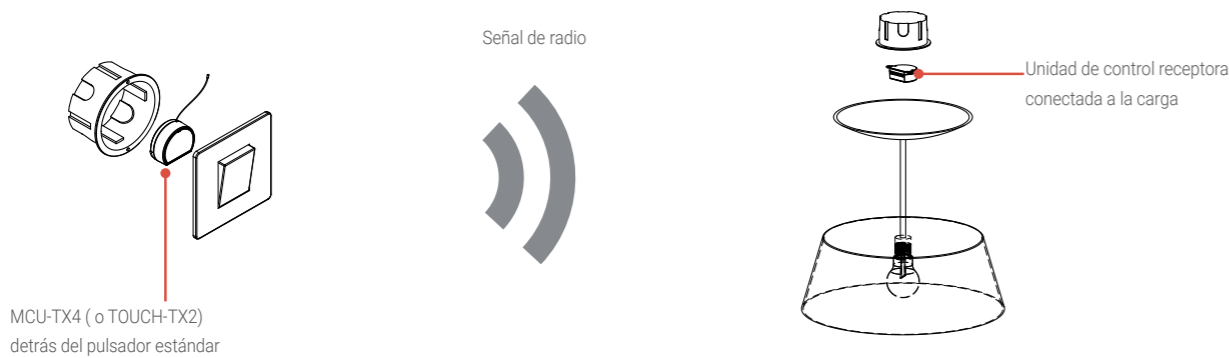 Señal de radio
Unidad de control receptora
conectada a la carga
MCU-TX4 ( o TOUCH-TX2)
detrás del pulsador estándar